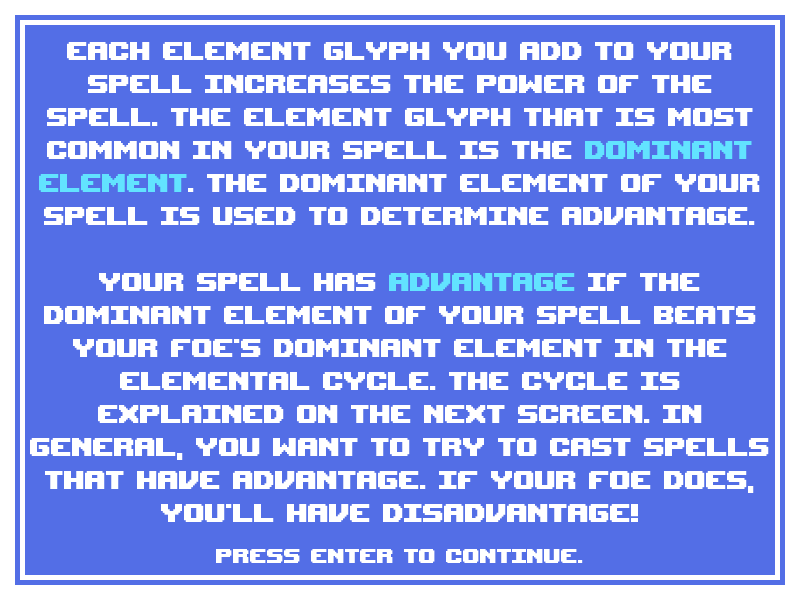 EACH ELEMENT GLYPH YOU ADD TO YOUR
SPELL INCREASES THE POWER OF THE
SPELL. THE ELEMENT GLYPH THAT IS MOST
COMMON IN YOUR SPELL IS THE DOMINANT
ELEMENT. THE DOMINANT ELEMENT OF YOUR
SPELL IS USED TO DETERMINE ADVANTAGE.
YOUR SPELL HAS ADVANTAGE IF THE
DOMINANT ELEMENT OF YOUR SPELL BEATS
YOUR FOE'S DOMINANT ELEMENT IN THE
ELEMENTAL CYCLE. THE CYCLE IS
EXPLAINED ON THE NEXT SCREEN. IN
GENERAL, YOU WANT TO TRY TO CAST SPELLS
THAT HAVE ADVANTAGE. IF YOUR FOE DOES,
YOU'LL HAVE DISADVANTAGE!
PRESS ENTER TO CONTINUE.